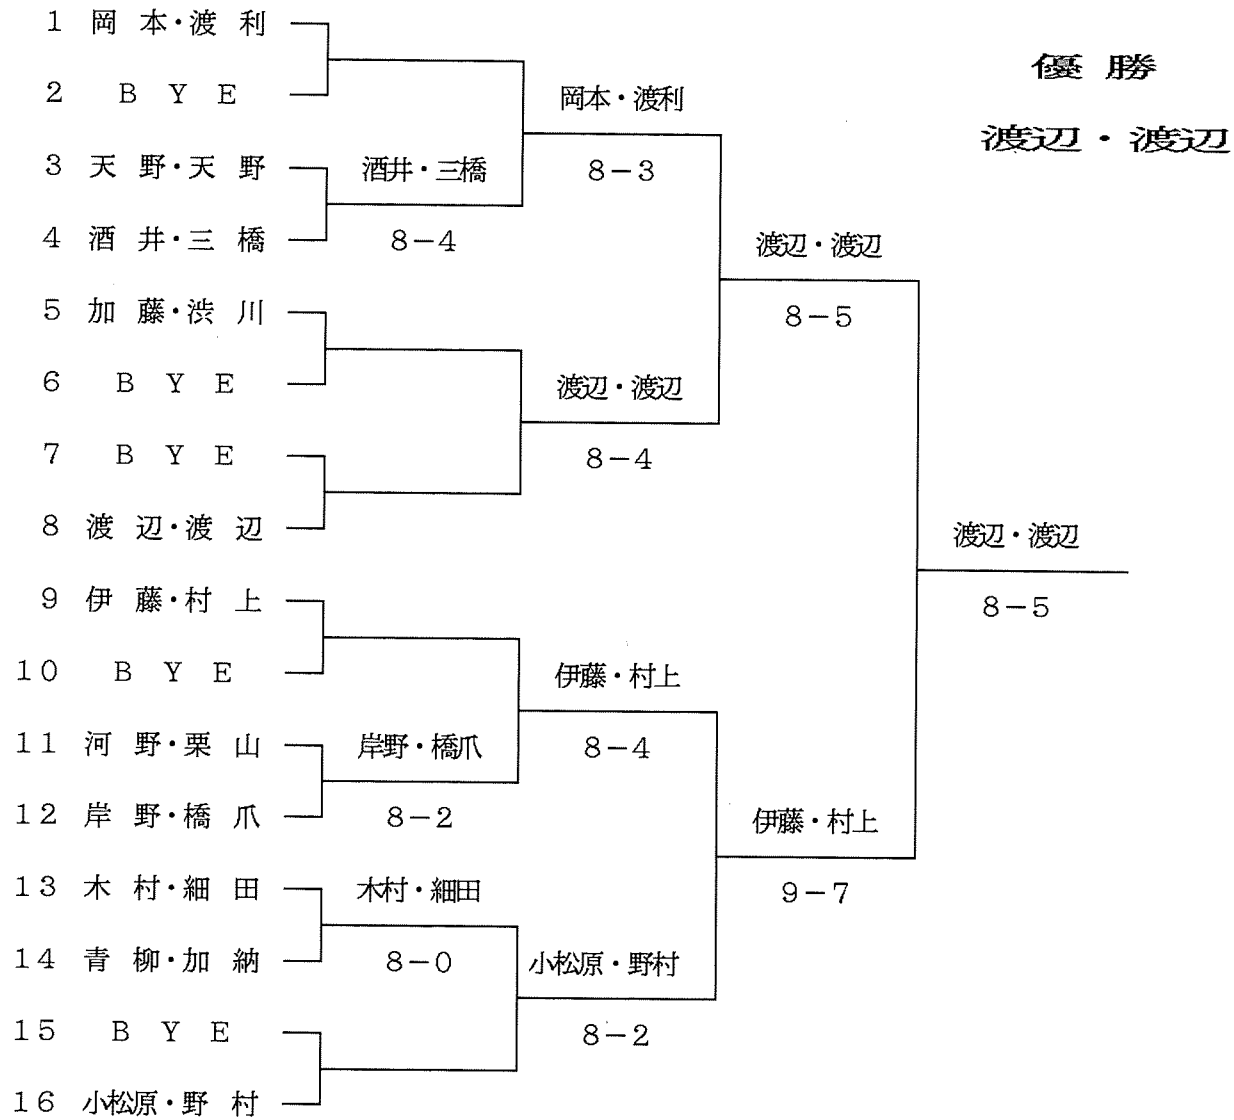 1 岡本・渡利
2 BYE
3 天野・天野
4 酒井・三橋
5 加藤・渋川
6 BYE
7 BYE
8 渡辺・渡辺
9 伊藤・村上
10 BYE
11 河野・栗山
12 岸野・橋爪
13 木村・細田
14 青柳・加納
15 BYE
16 小松原・野村
酒井・三橋
8-4
岸野・橋爪
8-2
木村・細田
8-0
岡本・渡利
8-3
渡辺・渡辺
8-4
伊藤・村上
8-4
小松原・野村
8-2
渡辺・渡辺
8-5
伊藤・村上
9-7
渡辺・渡辺
8-5
優勝
渡辺・渡辺